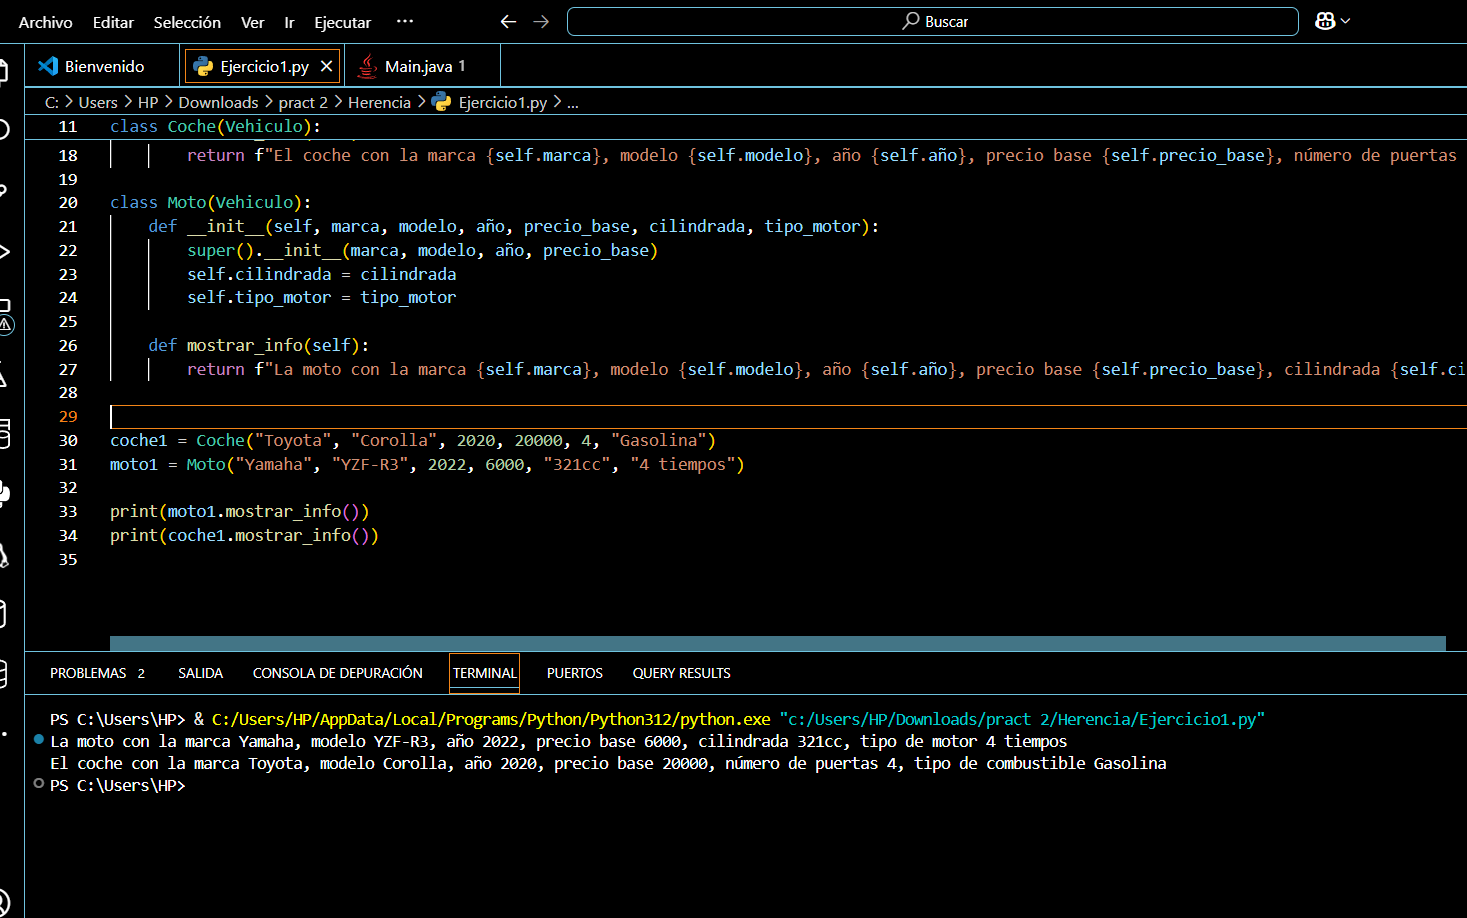 Archivo Editar Selección Ver Ir Ejecutar ··· Buscar
Bienvenido Ejercicio1.py Main.java 1
C: > Users > HP > Downloads > pract 2 > Herencia > Ejercicio1.py > ...
11 class Coche(Vehiculo):
18 return f"El coche con la marca {self.marca}, modelo {self.modelo}, año {self.año}, precio base {self.precio_base}, número de puertas
19
20 class Moto(Vehiculo):
21 def __init__(self, marca, modelo, año, precio_base, cilindrada, tipo_motor):
22 super().__init__(marca, modelo, año, precio_base)
23 self.cilindrada = cilindrada
24 self.tipo_motor = tipo_motor
25
26 def mostrar_info(self):
27 return f"La moto con la marca {self.marca}, modelo {self.modelo}, año {self.año}, precio base {self.precio_base}, cilindrada {self.ci
28
29
30 coche1 = Coche("Toyota", "Corolla", 2020, 20000, 4, "Gasolina")
31 moto1 = Moto("Yamaha", "YZF-R3", 2022, 6000, "321cc", "4 tiempos")
32
33 print(moto1.mostrar_info())
34 print(coche1.mostrar_info())
35
PROBLEMAS 2 SALIDA CONSOLA DE DEPURACIÓN TERMINAL PUERTOS QUERY RESULTS
PS C:\Users\HP> & C:/Users/HP/AppData/Local/Programs/Python/Python312/python.exe "c:/Users/HP/Downloads/pract 2/Herencia/Ejercicio1.py"
La moto con la marca Yamaha, modelo YZF-R3, año 2022, precio base 6000, cilindrada 321cc, tipo de motor 4 tiempos
El coche con la marca Toyota, modelo Corolla, año 2020, precio base 20000, número de puertas 4, tipo de combustible Gasolina
PS C:\Users\HP>